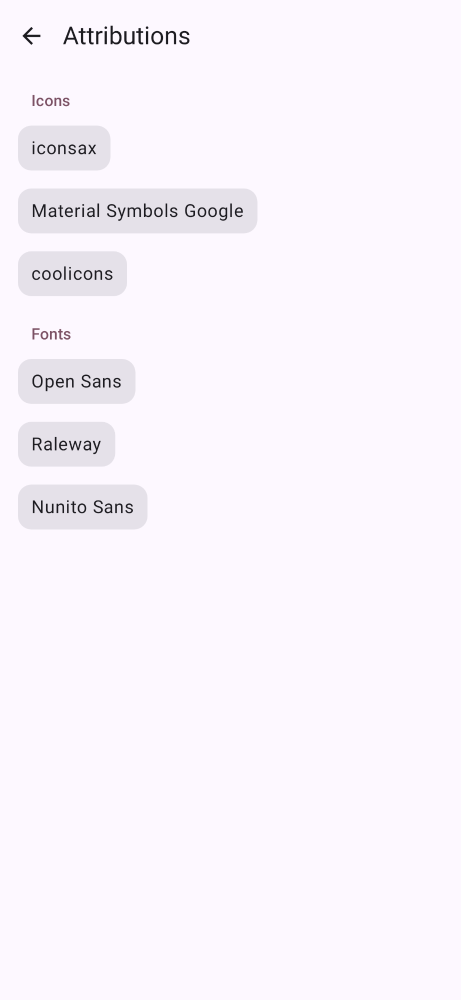 Attributions
Icons
iconsax
Material Symbols Google
coolicons
Fonts
Open Sans
Raleway
Nunito Sans